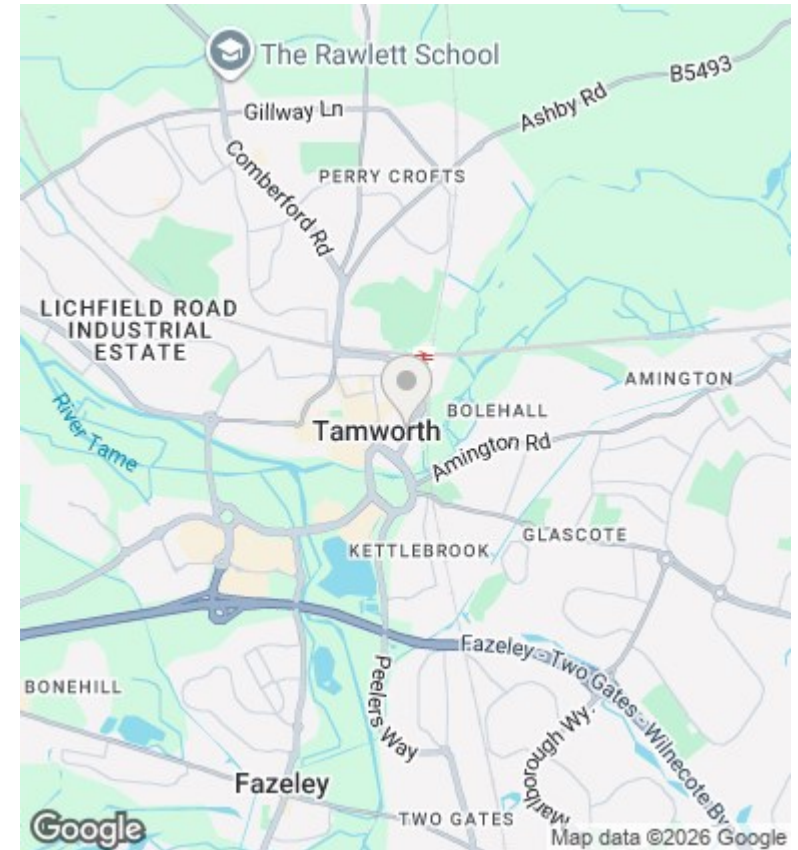 The Rawlett School
B5493
Ashby Rd
Gillway Ln
PERRY CROFTS
Comberford Rd
LICHFIELD ROAD
INDUSTRIAL
ESTATE
AMINGTON
BOLEHALL
Tamworth
River Tame
Amington Rd
GLASCOTE
KETTLEBROOK
Fazeley - Two Gates - Wilnecote By
BONEHILL
Peelers Way
Marlborough Wy.
Fazeley
TWO GATES
Google
Map data ©2026 Google